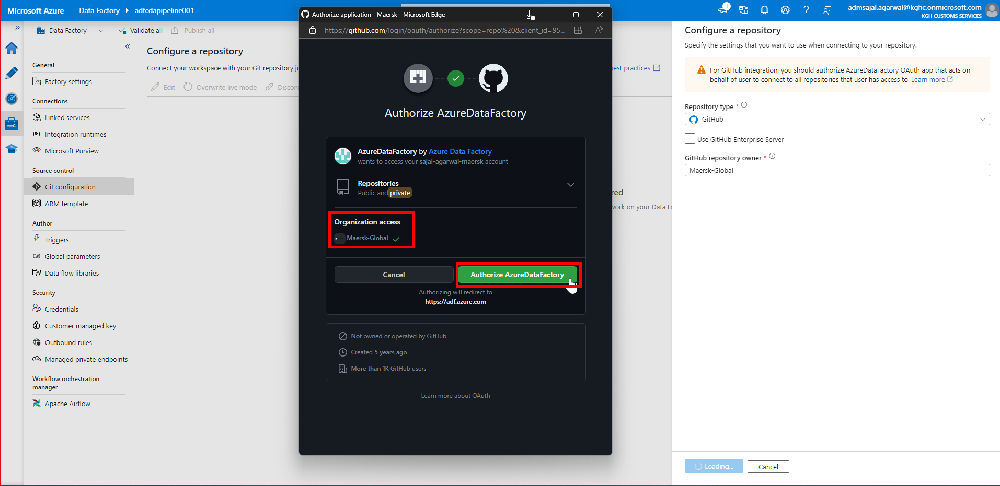 Microsoft Azure
Data Factory
adfcdapipeline001
1
admsajal.agarwal@kghc.onmicrosoft.com
KGH CUSTOMS SERVICES
Data Factory
Validate all
Publish all
General
Factory settings
Connections
Linked services
Integration runtimes
Microsoft Purview
Source control
Git configuration
ARM template
Author
Triggers
Global parameters
Data flow libraries
Security
Credentials
Customer managed key
Outbound rules
Managed private endpoints
Workflow orchestration
manager
Apache Airflow
Configure a repository
Connect your workspace with your Git repository
best practices
Edit
Overwrite live mode
Authorize application - Maersk - Microsoft Edge
https://github.com/login/oauth/authorize?scope=repo%20&client_id=95...
Authorize AzureDataFactory
AzureDataFactory by Azure Data Factory
wants to access your sajal-agarwal-maersk account
Repositories
Public and private
Organization access
Maersk-Global
Cancel
Authorize AzureDataFactory
Authorizing will redirect to
https://adf.azure.com
Not owned or operated by GitHub
Created 5 years ago
More than 1K GitHub users
Learn more about OAuth
work on your Data
Configure a repository
Specify the settings that you want to use when connecting to your repository.
For GitHub integration, you should authorize AzureDataFactory OAuth app that acts on
behalf of user to connect to all repositories that user has access to. Learn more
Repository type *
GitHub
Use GitHub Enterprise Server
GitHub repository owner *
Maersk-Global
Loading...
Cancel